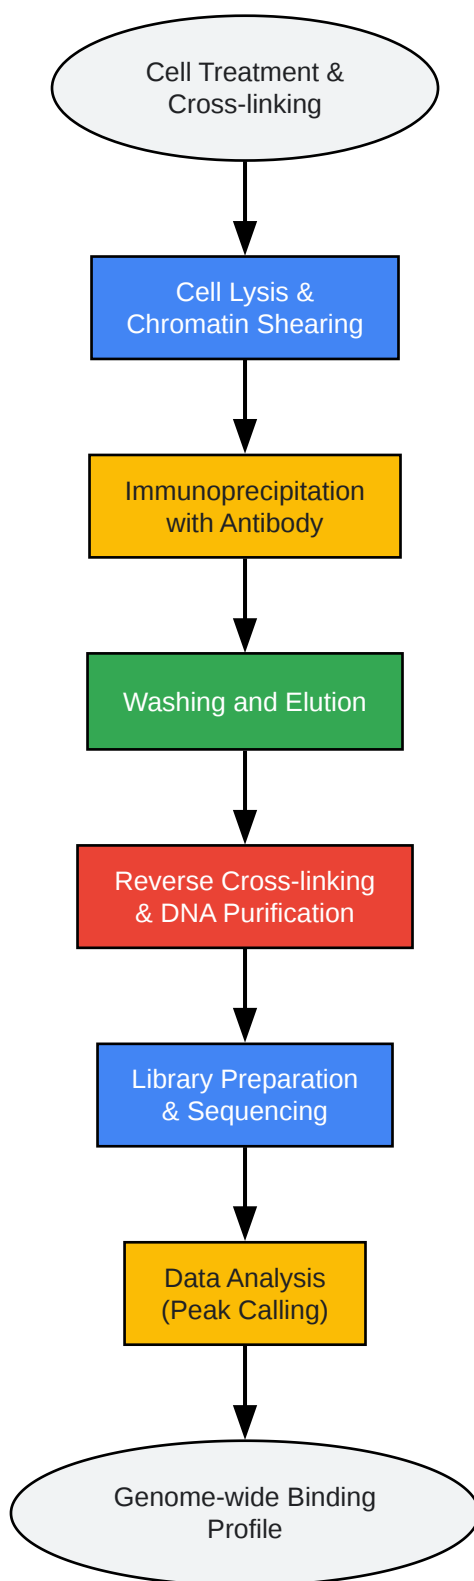 Cell Treatment &
Cross-linking
Cell Lysis &
Chromatin Shearing
Immunoprecipitation
with Antibody
Washing and Elution
Reverse Cross-linking
& DNA Purification
Library Preparation
& Sequencing
Data Analysis
(Peak Calling)
Genome-wide Binding
Profile